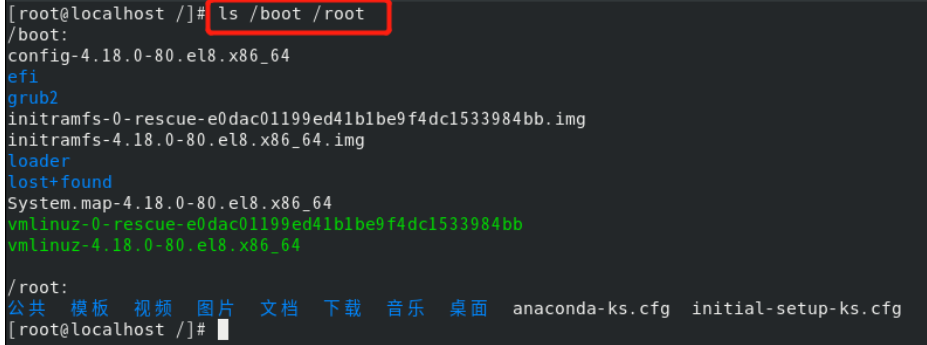 [root@localhost /]# ls /boot /root
/boot:
config-4.18.0-80.el8.x86_64
efi
grub2
initramfs-0-rescue-e0dac01199ed41b1be9f4dc1533984bb.img
initramfs-4.18.0-80.el8.x86_64.img
loader
lost+found
System.map-4.18.0-80.el8.x86_64
vmlinuz-0-rescue-e0dac01199ed41b1be9f4dc1533984bb
vmlinuz-4.18.0-80.el8.x86_64
/root:
公共 模板 视频 图片 文档 下载 音乐 桌面 anaconda-ks.cfg initial-setup-ks.cfg
[root@localhost /]#